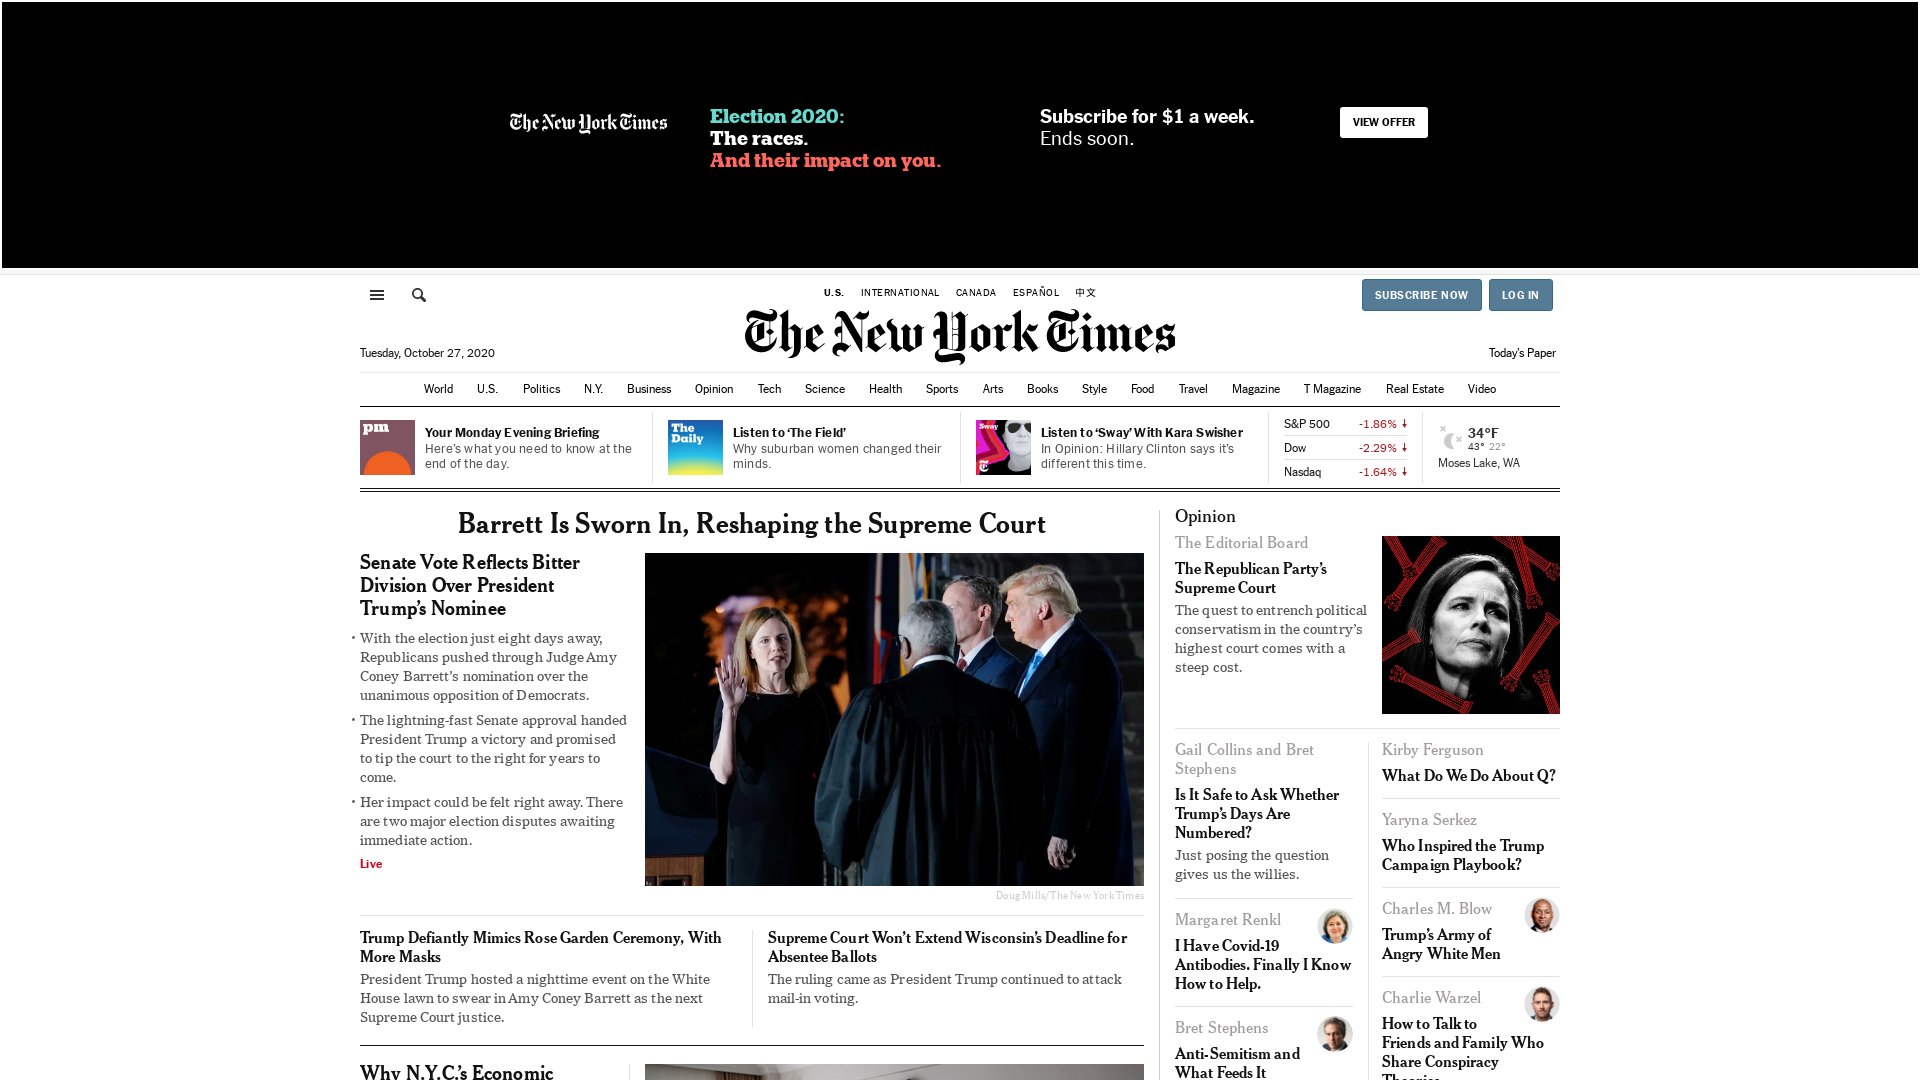 The New York Times
Election 2020:
The races.
And their impact on you.
Subscribe for $1 a week.
Ends soon.
VIEW OFFER
U.S. INTERNATIONAL CANADA ESPAÑOL 中文
SUBSCRIBE NOW LOG IN
The New York Times
Tuesday, October 27, 2020
Today's Paper
World U.S. Politics N.Y. Business Opinion Tech Science Health Sports Arts Books Style Food Travel Magazine T Magazine Real Estate Video
pm
Your Monday Evening Briefing
Here's what you need to know at the
end of the day.
The
Daily
Listen to ‘The Field’
Why suburban women changed their
minds.
Sway
Listen to ‘Sway’ With Kara Swisher
In Opinion: Hillary Clinton says it's
different this time.
S&P 500 -1.86% ↓
Dow -2.29% ↓
Nasdaq -1.64% ↓
34°F
43° 22°
Moses Lake, WA
Barrett Is Sworn In, Reshaping the Supreme Court
Senate Vote Reflects Bitter
Division Over President
Trump’s Nominee
• With the election just eight days away,
Republicans pushed through Judge Amy
Coney Barrett’s nomination over the
unanimous opposition of Democrats.
• The lightning-fast Senate approval handed
President Trump a victory and promised
to tip the court to the right for years to
come.
• Her impact could be felt right away. There
are two major election disputes awaiting
immediate action.
Live
Doug Mills/The New York Times
Trump Defiantly Mimics Rose Garden Ceremony, With
More Masks
President Trump hosted a nighttime event on the White
House lawn to swear in Amy Coney Barrett as the next
Supreme Court justice.
Supreme Court Won’t Extend Wisconsin’s Deadline for
Absentee Ballots
The ruling came as President Trump continued to attack
mail-in voting.
Why N.Y.C.’s Economic
Opinion
The Editorial Board
The Republican Party’s
Supreme Court
The quest to entrench political
conservatism in the country’s
highest court comes with a
steep cost.
Gail Collins and Bret
Stephens
Is It Safe to Ask Whether
Trump’s Days Are
Numbered?
Just posing the question
gives us the willies.
Margaret Renkl
I Have Covid-19
Antibodies. Finally I Know
How to Help.
Bret Stephens
Anti-Semitism and
What Feeds It
Kirby Ferguson
What Do We Do About Q?
Yaryna Serkez
Who Inspired the Trump
Campaign Playbook?
Charles M. Blow
Trump’s Army of
Angry White Men
Charlie Warzel
How to Talk to
Friends and Family Who
Share Conspiracy
Theories